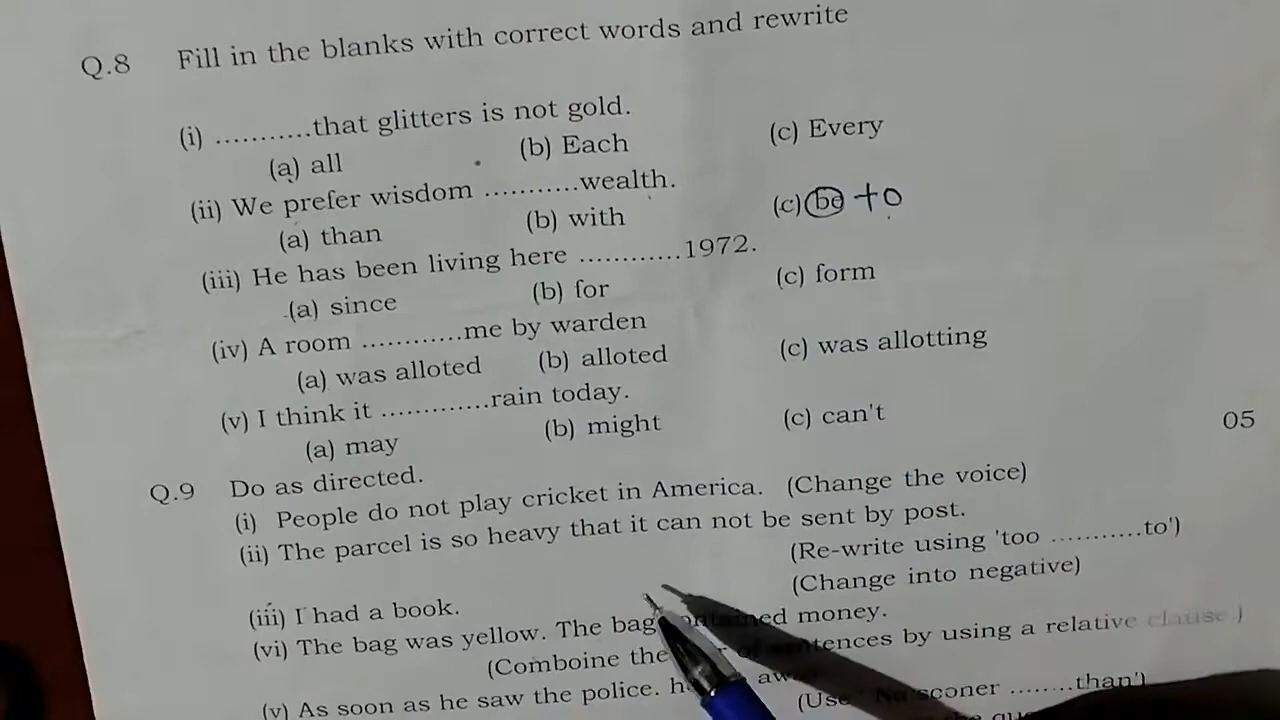 Q.8 Fill in the blanks with correct words and rewrite
(i) ...........that glitters is not gold.
(a) all (b) Each (c) Every
(ii) We prefer wisdom ...........wealth.
(a) than (b) with (c) be to
(iii) He has been living here ............1972.
(a) since (b) for (c) form
(iv) A room ............me by warden
(a) was alloted (b) alloted (c) was allotting
(v) I think it .............rain today.
(a) may (b) might (c) can't
05
Q.9 Do as directed.
(i) People do not play cricket in America. (Change the voice)
(ii) The parcel is so heavy that it can not be sent by post.
(Re-write using 'too ...........to')
(iii) I had a book. (Change into negative)
(vi) The bag was yellow. The bag money.
(Comboine the by using a relative clause.)
(v) As soon as he saw the police.
(Use ........than')